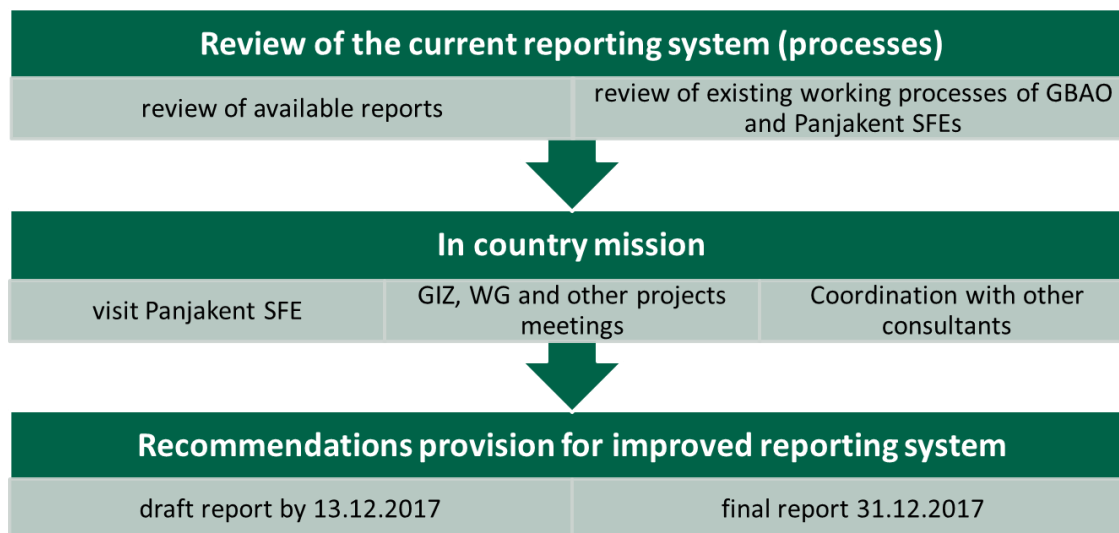 Review of the current reporting system (processes)
review of available reports
review of existing working processes of GBAO
and Panjakent SFEs
In country mission
visit Panjakent SFE
GIZ, WG and other projects
meetings
Coordination with other
consultants
Recommendations provision for improved reporting system
draft report by 13.12.2017
final report 31.12.2017